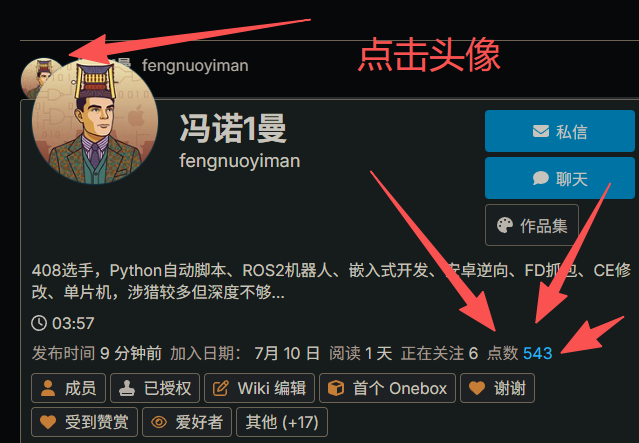 点击头像
曼 fengnuoyiman
冯诺1曼
fengnuoyiman
私信
聊天
作品集
408选手，Python自动脚本、ROS2机器人、嵌入式开发、安卓逆向、FD抓包、CE修
改、单片机，涉猎较多但深度不够...
03:57
发布时间 9 分钟前 加入日期： 7月 10 日 阅读 1 天 正在关注 6 点数 543
成员 已授权 Wiki 编辑 首个 Onebox 谢谢
受到赞赏 爱好者 其他 (+17)